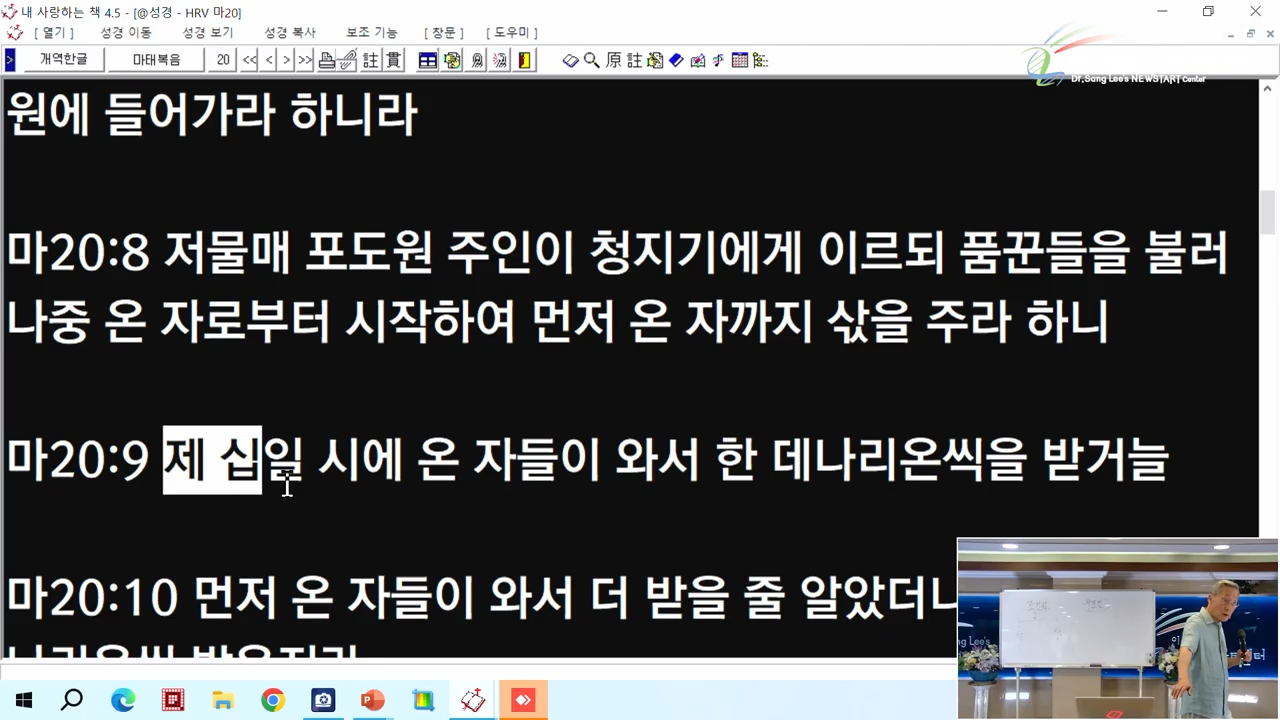 내 사랑하는 책 4.5 - [@성경 - HRV 마20]
[ 열기 ] 성경 이동 성경 보기 성경 복사 보조 기능 [ 창문 ] [ 도우미 ]
개역한글 마태복음 20 << < > >> 註 貫 原 註
Dr.Sang Lee's NEWSTART Center
원에 들어가라 하니라
마20:8 저물매 포도원 주인이 청지기에게 이르되 품꾼들을 불러
나중 온 자로부터 시작하여 먼저 온 자까지 삯을 주라 하니
마20:9 제 십일 시에 온 자들이 와서 한 데나리온씩을 받거늘
마20:10 먼저 온 자들이 와서 더 받을 줄 알았더니